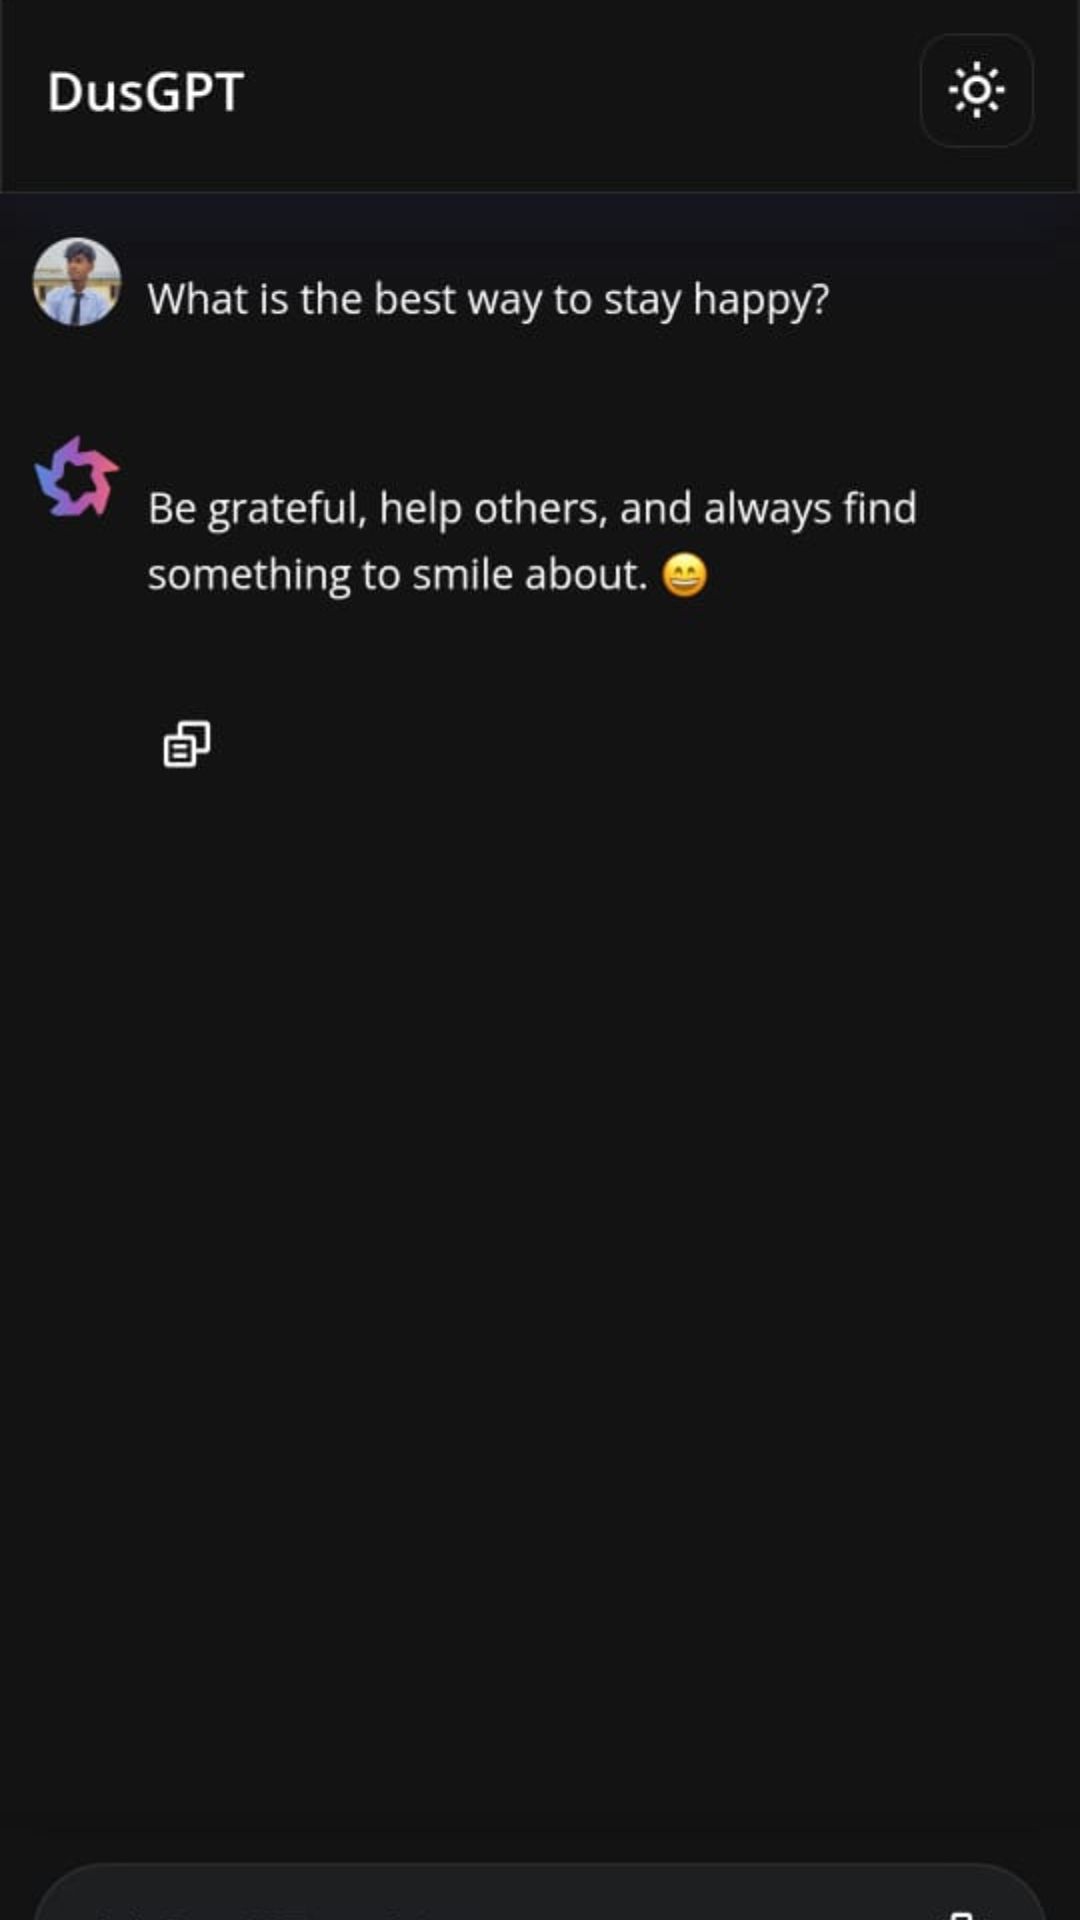 DusGPT
What is the best way to stay happy?
Be grateful, help others, and always find
something to smile about. 😄